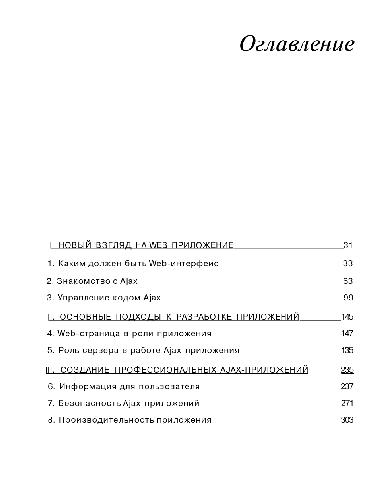 Оглавление
I. НОВЫЙ ВЗГЛЯД НА WEB-ПРИЛОЖЕНИЕ 31
1. Каким должен быть Web-интерфейс 33
2. Знакомство с Ajax 63
3. Управление кодом Ajax 99
II. ОСНОВНЫЕ ПОДХОДЫ К РАЗРАБОТКЕ ПРИЛОЖЕНИЙ 145
4. Web-страница в роли приложения 147
5. Роль сервера в работе Ajax-приложения
III. СОЗДАНИЕ ПРОФЕССИОНАЛЬНЫХ AJAX-ПРИЛОЖЕНИЙ 235
6. Информация для пользователя 237
7. Безопасность Ajax-приложений 271
8. Производительность приложения 303